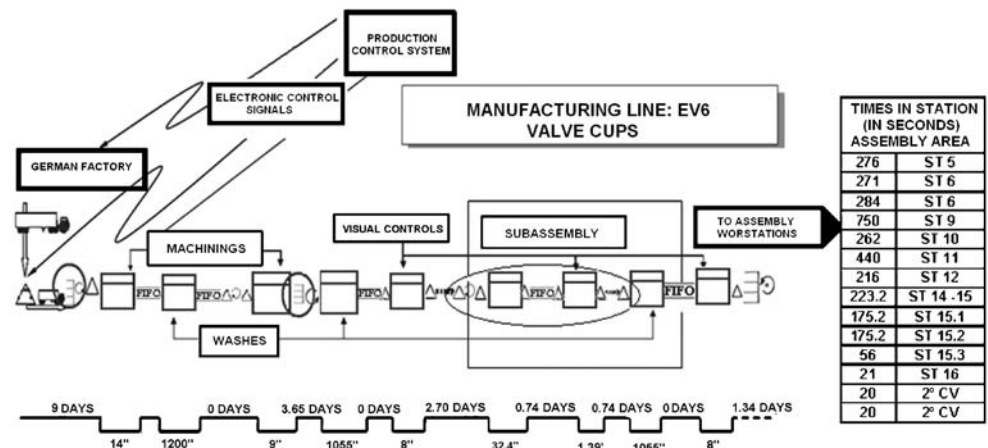 PRODUCTION
CONTROL SYSTEM
ELECTRONIC CONTROL
SIGNALS
MANUFACTURING LINE: EV6
VALVE CUPS
GERMAN FACTORY
TIMES IN STATION
(IN SECONDS)
ASSEMBLY AREA
276 ST 5
271 ST 6
284 ST 6
750 ST 9
262 ST 10
440 ST 11
216 ST 12
223.2 ST 14 -15
175.2 ST 15.1
175.2 ST 15.2
56 ST 15.3
21 ST 16
20 2º CV
20 2º CV
MACHININGS
VISUAL CONTROLS
SUBASSEMBLY
TO ASSEMBLY
WORSTATIONS
FIFO FIFO FIFO FIFO FIFO
WASHES
9 DAYS 0 DAYS 3.65 DAYS 0 DAYS 2.70 DAYS 0.74 DAYS 0.74 DAYS 0 DAYS 1.34 DAYS
14" 1200" 9" 1055" 8" 32.4" 1.39' 1055" 8"